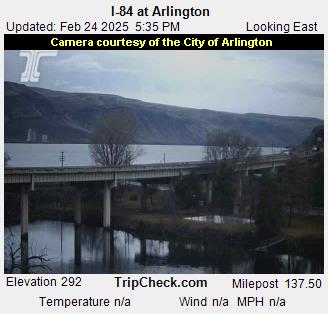 I-84 at Arlington
Updated: Feb 24 2025 5:35 PM Looking East
Camera courtesy of the City of Arlington
Elevation 292 TripCheck.com Milepost 137.50
Temperature n/a Wind n/a MPH n/a